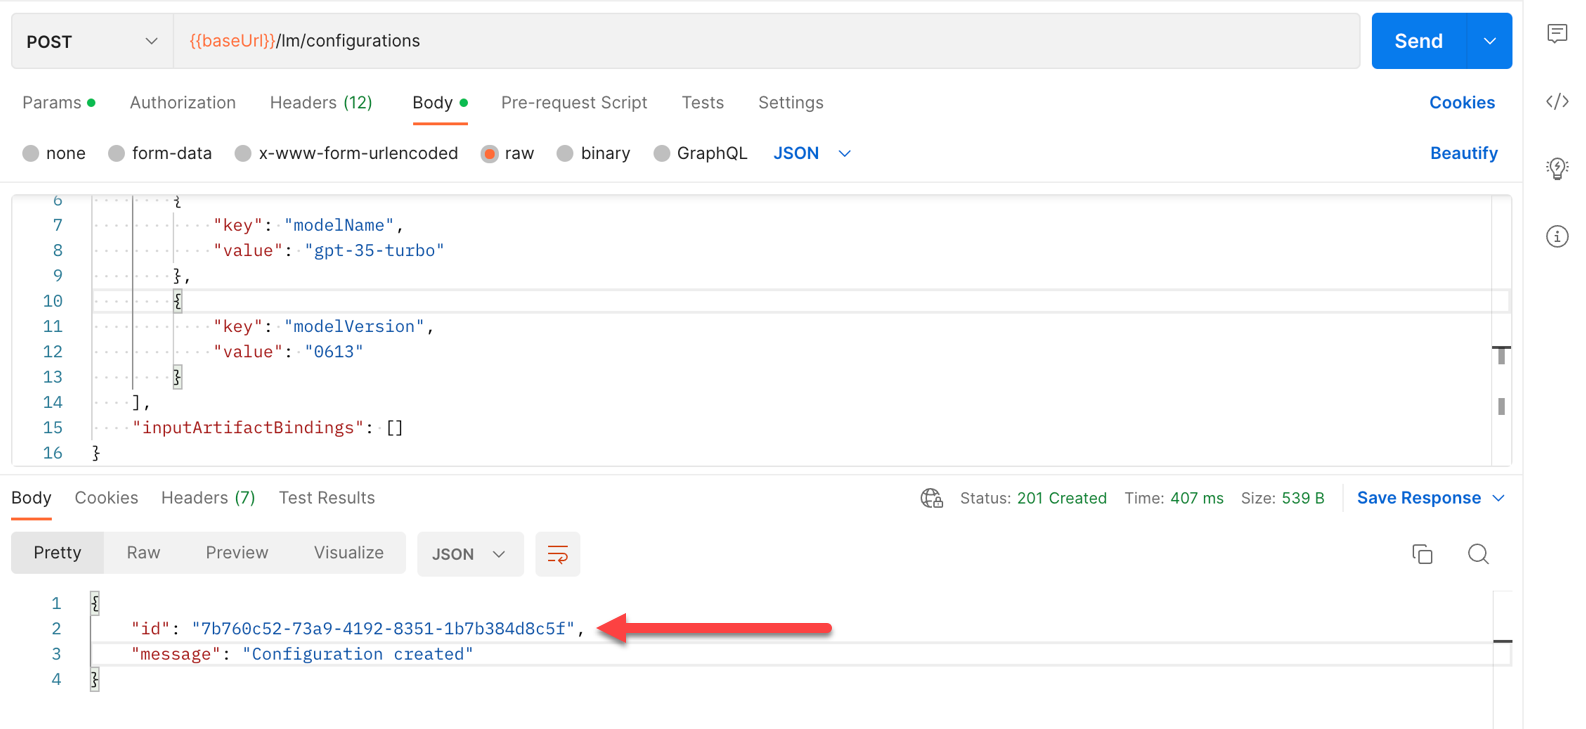 POST {{baseUrl}}/lm/configurations Send
Params Authorization Headers (12) Body Pre-request Script Tests Settings Cookies
none form-data x-www-form-urlencoded raw binary GraphQL JSON Beautify
6 {
7 "key": "modelName",
8 "value": "gpt-35-turbo"
9 },
10 {
11 "key": "modelVersion",
12 "value": "0613"
13 }
14 ],
15 "inputArtifactBindings": []
16 }
Body Cookies Headers (7) Test Results Status: 201 Created Time: 407 ms Size: 539 B Save Response
Pretty Raw Preview Visualize JSON
1 {
2 "id": "7b760c52-73a9-4192-8351-1b7b384d8c5f",
3 "message": "Configuration created"
4 }